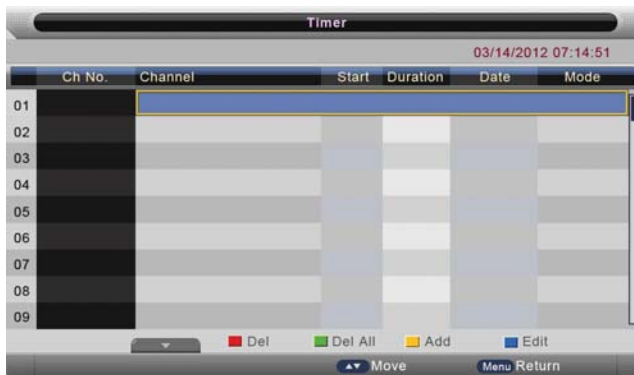 Timer
03/14/2012 07:14:51
Ch No. Channel Start Duration Date Mode
01
02
03
04
05
06
07
08
09
Del Del All Add Edit
Move Menu Return